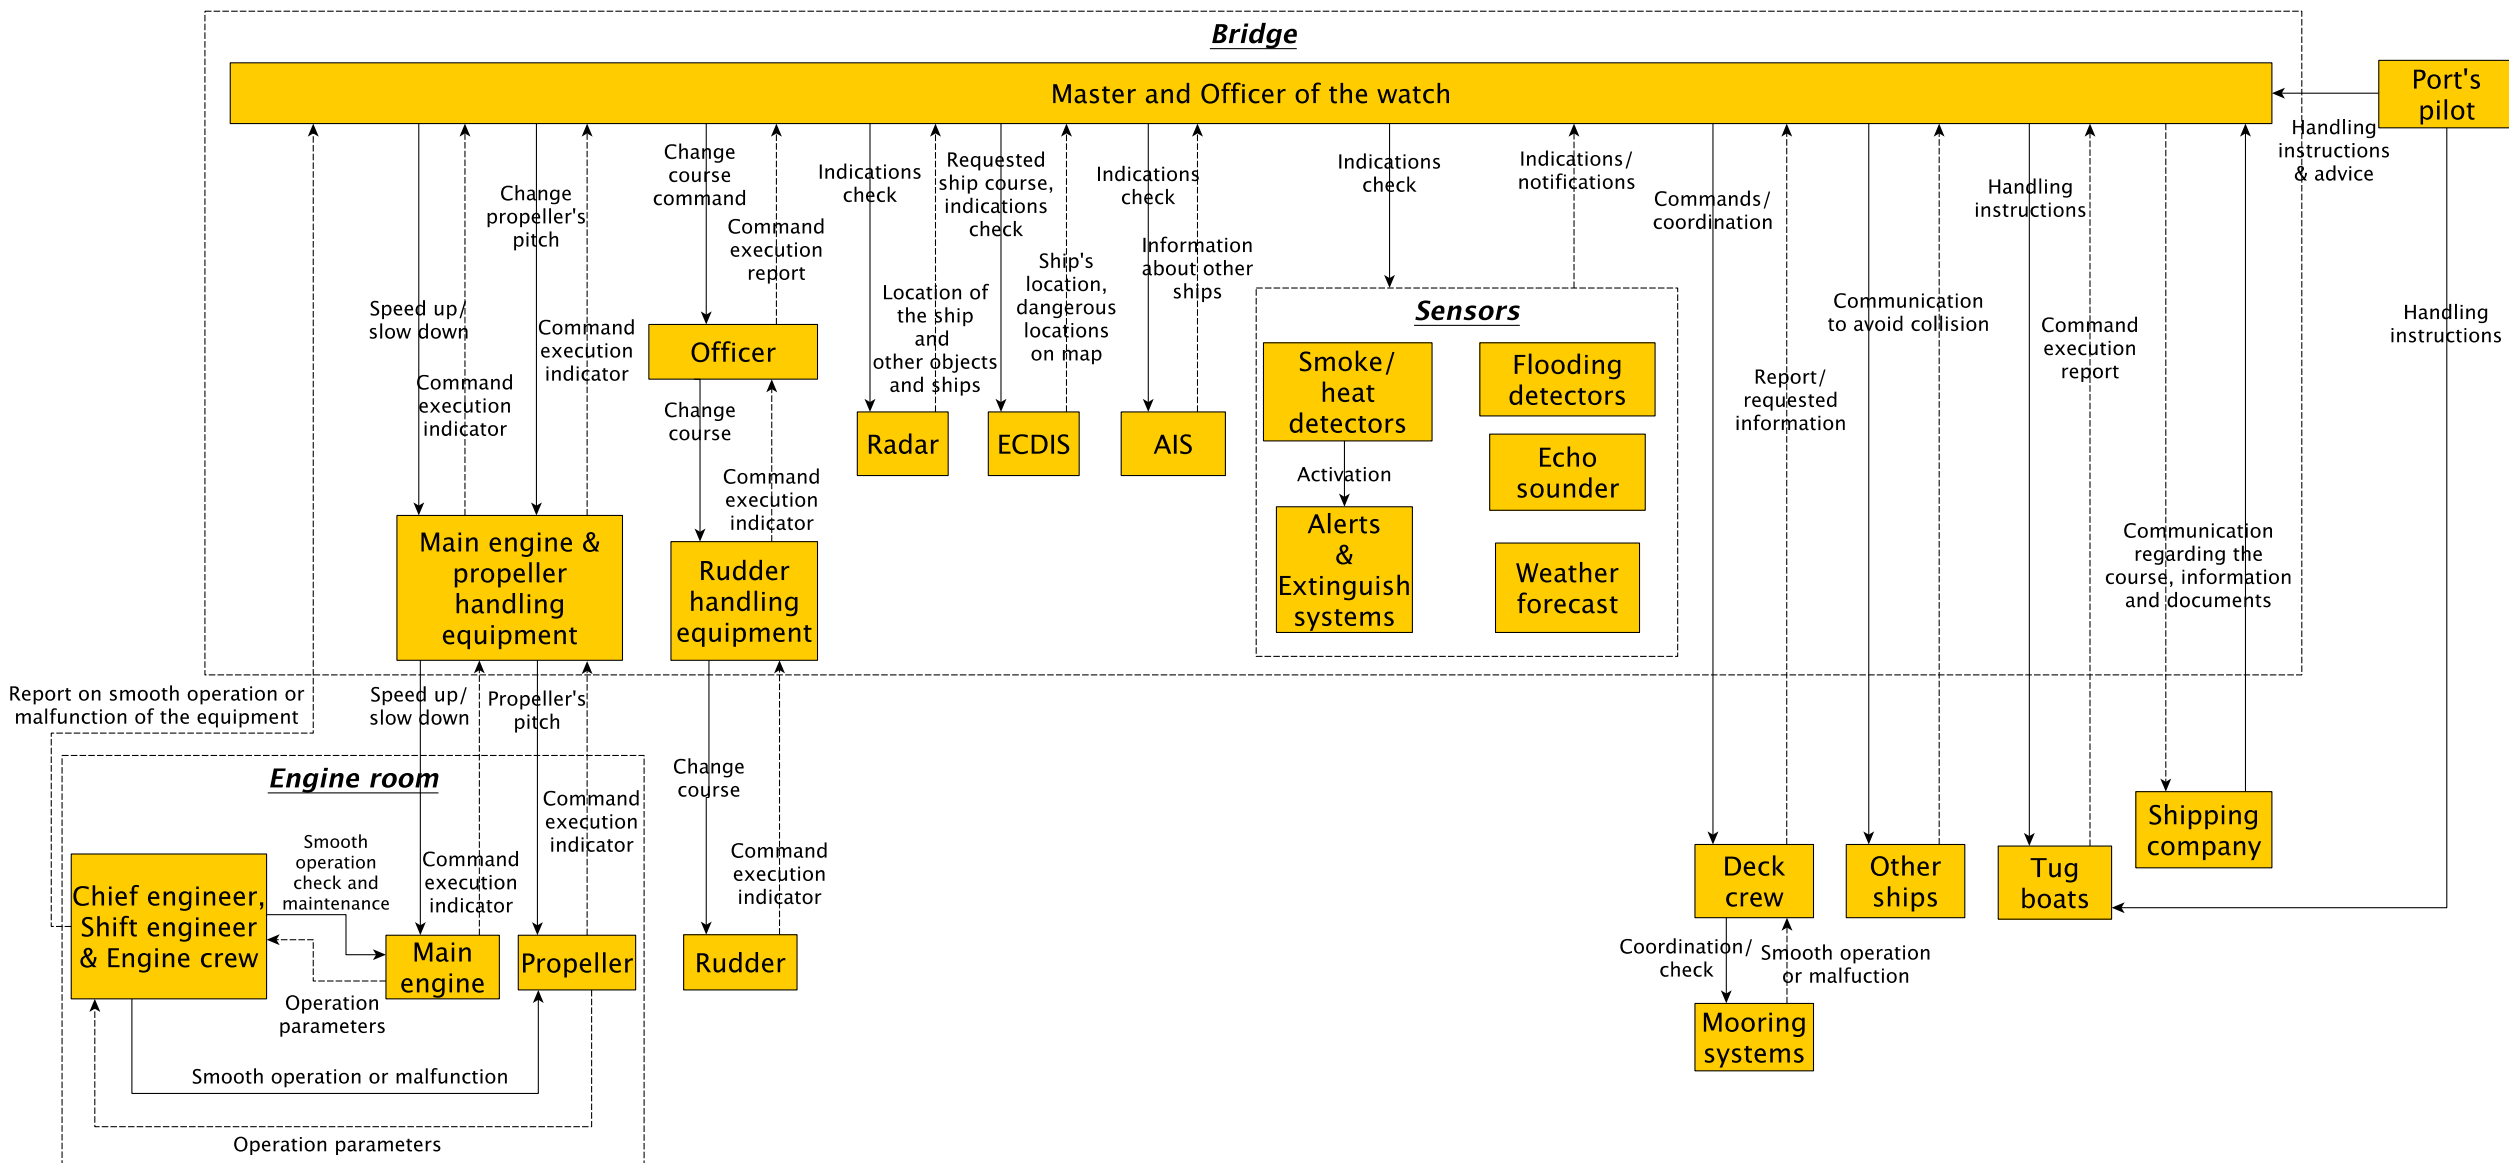 Bridge
Master and Officer of the watch
Port's
pilot
Handling
instructions
& advice
Change
course
command
Change
propeller's
pitch
Command
execution
report
Indications
check
Requested
ship course,
indications
check
Indications
check
Information
about other
ships
Indications
check
Indications/
notifications
Commands/
coordination
Handling
instructions
Speed up/
slow down
Command
execution
indicator
Command
execution
indicator
Location of
the ship
and
other objects
and ships
Ship's
location,
dangerous
locations
on map
Communication
to avoid collision
Command
execution
report
Handling
instructions
Report/
requested
information
Officer
Change
course
Command
execution
indicator
Radar
ECDIS
AIS
Sensors
Smoke/
heat
detectors
Flooding
detectors
Activation
Echo
sounder
Alerts
&
Extinguish
systems
Weather
forecast
Main engine &
propeller
handling
equipment
Rudder
handling
equipment
Communication
regarding the
course, information
and documents
Report on smooth operation or
malfunction of the equipment
Speed up/
slow down
Propeller's
pitch
Change
course
Command
execution
indicator
Engine room
Command
execution
indicator
Smooth
operation
check and
maintenance
Command
execution
indicator
Chief engineer,
Shift engineer
& Engine crew
Main
engine
Propeller
Rudder
Operation
parameters
Smooth operation or malfunction
Operation parameters
Deck
crew
Other
ships
Tug
boats
Shipping
company
Coordination/
check
Smooth operation
or malfuction
Mooring
systems